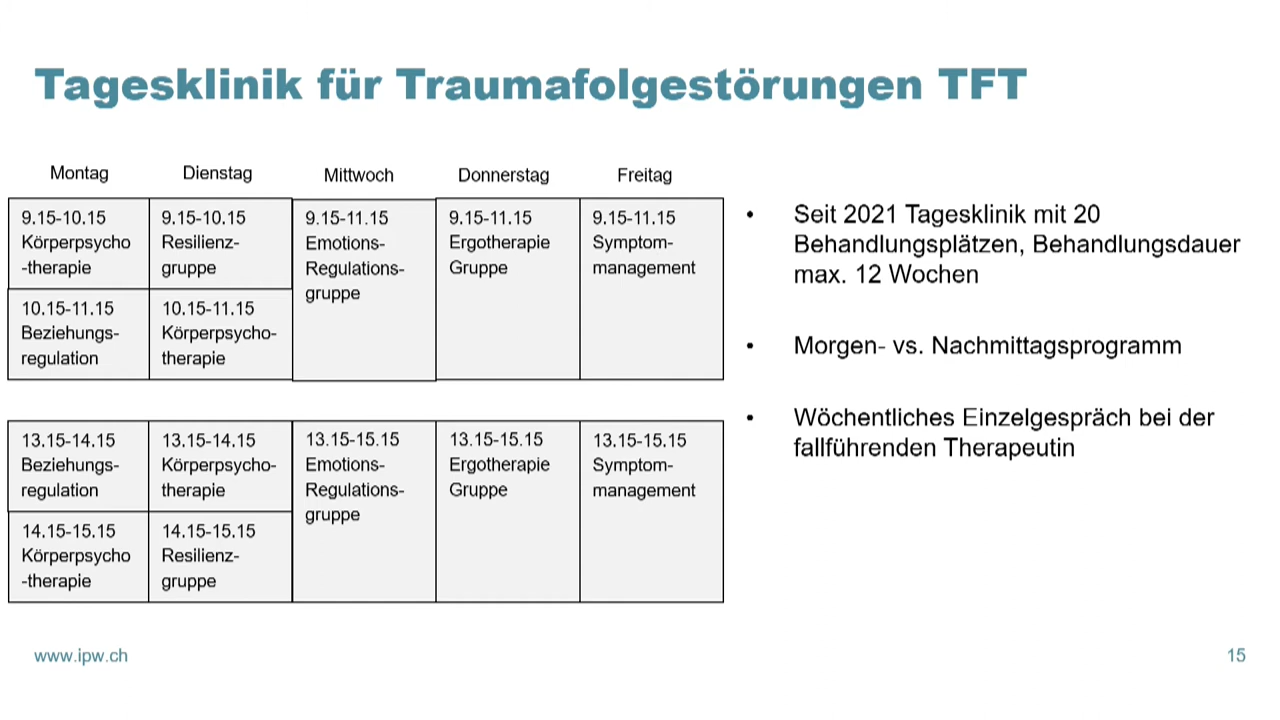 Tagesklinik für Traumafolgestörungen TFT
Montag
Dienstag
Mittwoch
Donnerstag
Freitag
9.15-10.15
Körperpsycho
-therapie
9.15-10.15
Resilienz-
gruppe
9.15-11.15
Emotions-
Regulations-
gruppe
9.15-11.15
Ergotherapie
Gruppe
9.15-11.15
Symptom-
management
10.15-11.15
Beziehungs-
regulation
10.15-11.15
Körperpsycho-
therapie
13.15-14.15
Beziehungs-
regulation
13.15-14.15
Körperpsycho-
therapie
13.15-15.15
Emotions-
Regulations-
gruppe
13.15-15.15
Ergotherapie
Gruppe
13.15-15.15
Symptom-
management
14.15-15.15
Körperpsycho
-therapie
14.15-15.15
Resilienz-
gruppe
• Seit 2021 Tagesklinik mit 20
Behandlungsplätzen, Behandlungsdauer
max. 12 Wochen
• Morgen- vs. Nachmittagsprogramm
• Wöchentliches Einzelgespräch bei der
fallführenden Therapeutin
www.ipw.ch
15